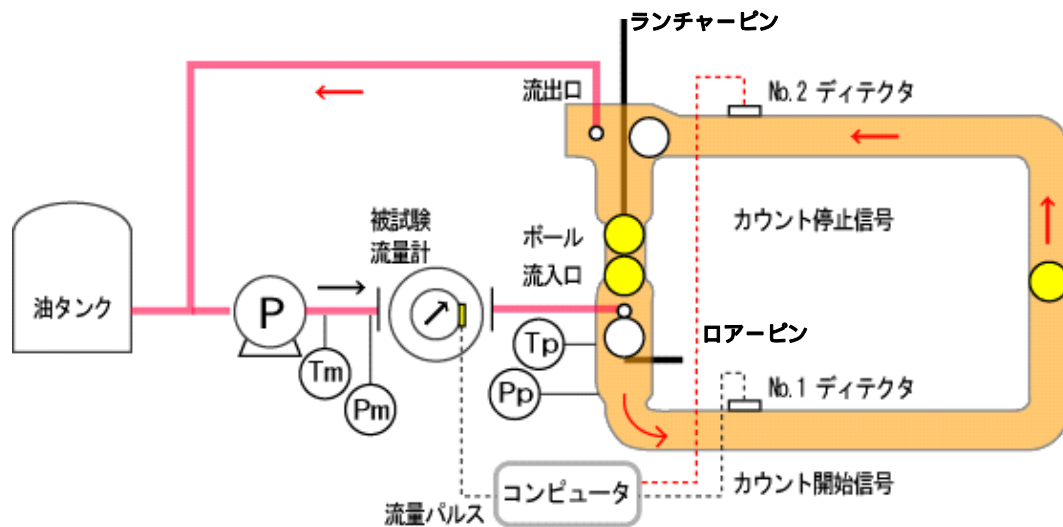 ランチャーピン
流出口
No.2 ディテクタ
被試験
流量計
ボール
流入口
カウント停止信号
油タンク
P
Tm
Pm
Tp
Pp
ロアーピン
No.1 ディテクタ
コンピュータ
カウント開始信号
流量パルス